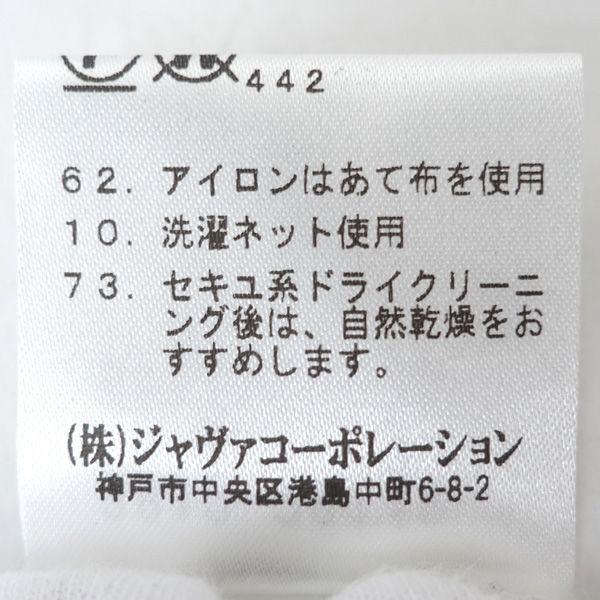 442
62. アイロンはあて布を使用
10. 洗濯ネット使用
73. セキユ系ドライクリーニ
ング後は、自然乾燥をお
すすめします。
(株)ジャヴァコーポレーション
神戸市中央区港島中町6-8-2